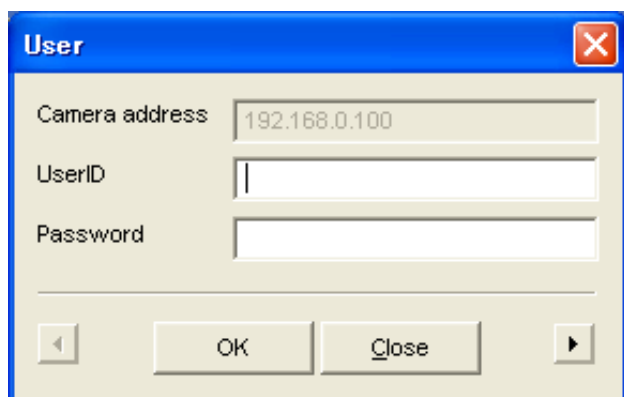 User
Camera address 192.168.0.100
UserID
Password
OK Close